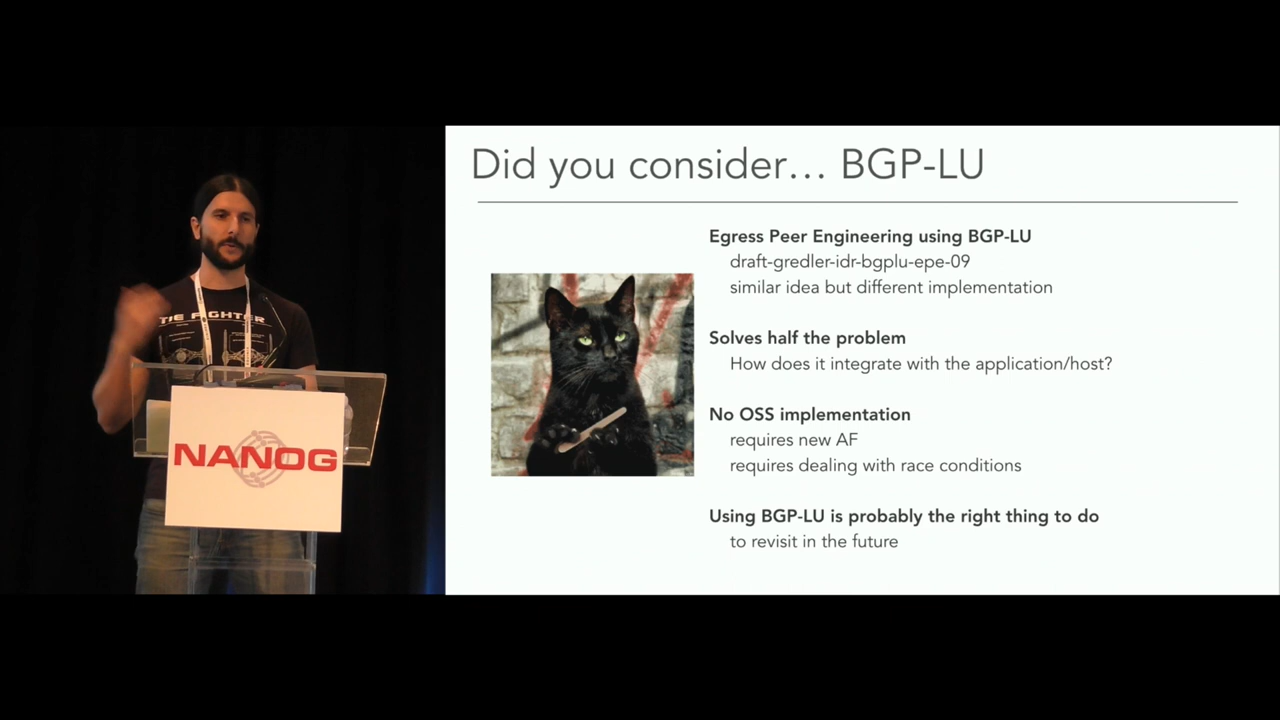 Did you consider… BGP-LU
Egress Peer Engineering using BGP-LU
draft-gredler-idr-bgplu-epe-09
similar idea but different implementation
Solves half the problem
How does it integrate with the application/host?
No OSS implementation
requires new AF
requires dealing with race conditions
Using BGP-LU is probably the right thing to do
to revisit in the future
TIE FIGHTER
NANOG